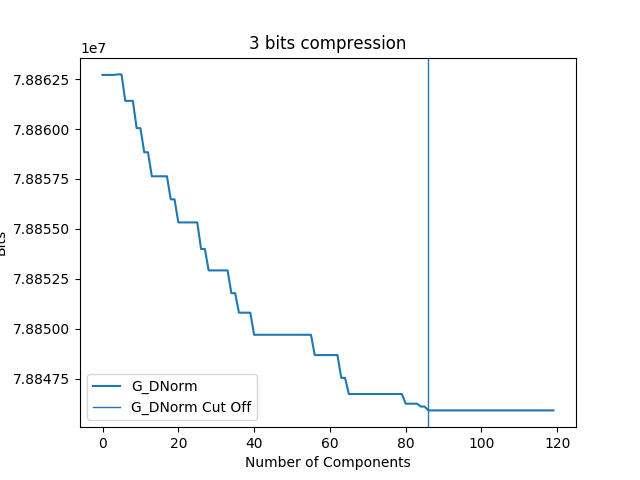 3 bits compression
1e7
7.88625
7.88600
7.88575
7.88550
7.88525
7.88500
7.88475
Bits
G_DNorm
G_DNorm Cut Off
0 20 40 60 80 100 120
Number of Components